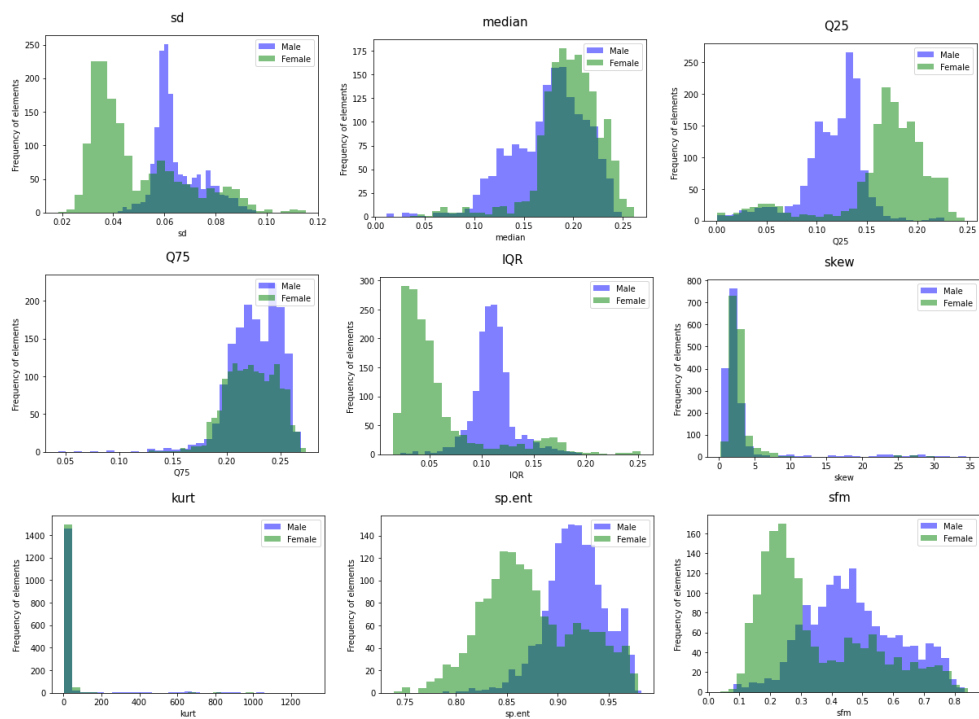 sd
Frequency of elements
250
200
150
100
50
0
0.02 0.04 0.06 0.08 0.10 0.12
sd
Male
Female
median
Frequency of elements
175
150
125
100
75
50
25
0
0.00 0.05 0.10 0.15 0.20 0.25
median
Male
Female
Q25
Frequency of elements
250
200
150
100
50
0
0.00 0.05 0.10 0.15 0.20 0.25
Q25
Male
Female
Q75
Frequency of elements
200
150
100
50
0
0.05 0.10 0.15 0.20 0.25
Q75
Male
Female
IQR
Frequency of elements
300
250
200
150
100
50
0
0.05 0.10 0.15 0.20 0.25
IQR
Male
Female
skew
Frequency of elements
800
700
600
500
400
300
200
100
0
0 5 10 15 20 25 30 35
skew
Male
Female
kurt
Frequency of elements
1400
1200
1000
800
600
400
200
0
0 200 400 600 800 1000 1200
kurt
Male
Female
sp.ent
Frequency of elements
140
120
100
80
60
40
20
0
0.75 0.80 0.85 0.90 0.95
sp.ent
Male
Female
sfm
Frequency of elements
160
140
120
100
80
60
40
20
0
0.0 0.1 0.2 0.3 0.4 0.5 0.6 0.7 0.8
sfm
Male
Female